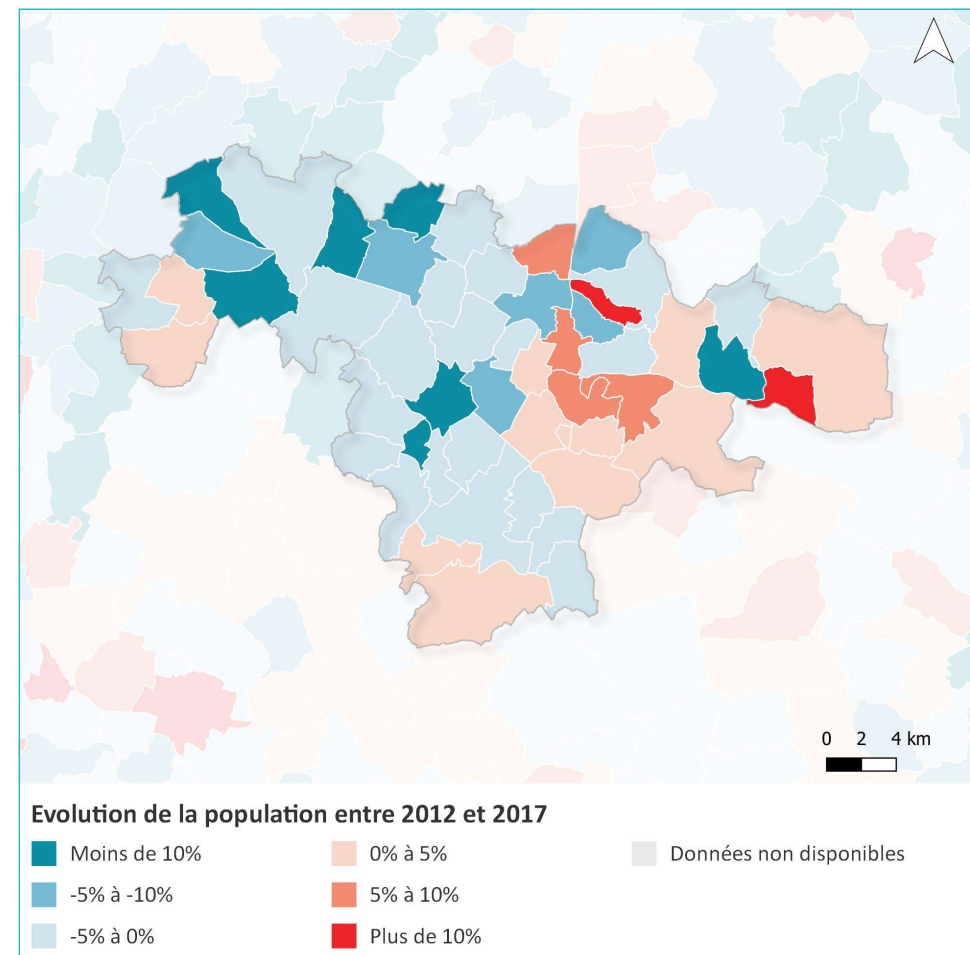 0 2 4 km
Evolution de la population entre 2012 et 2017
Moins de 10%
0% à 5%
Données non disponibles
-5% à -10%
5% à 10%
-5% à 0%
Plus de 10%